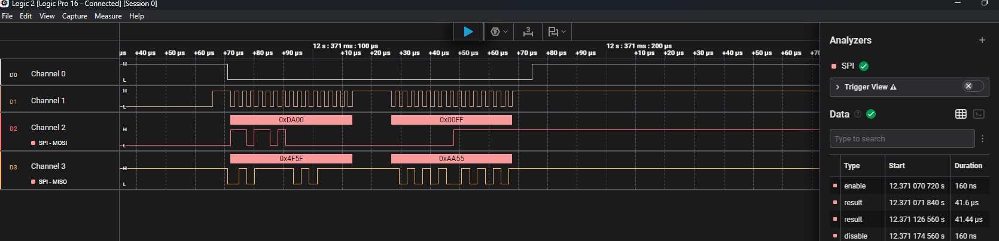 Logic 2 [Logic Pro 16 - Connected] [Session 0]
File Edit View Capture Measure Help
3
12 s : 371 ms : 100 µs 12 s : 371 ms : 200 µs
µs +40 µs +50 µs +60 µs +70 µs +80 µs +90 µs +10 µs +20 µs +30 µs +40 µs +50 µs +60 µs +70 µs +80 µs +90 µs +10 µs +20 µs +30 µs +40 µs +50 µs +60 µs +70
D0 Channel 0 H L
D1 Channel 1 H L
0xDA00 0x00FF
D2 Channel 2 H L
SPI - MOSI
0x4F5F 0xAA55
D3 Channel 3 H L
SPI - MISO
Analyzers
SPI
Trigger View
Data
Type to search
Type Start Duration
enable 12.371 070 720 s 160 ns
result 12.371 071 840 s 41.6 µs
result 12.371 126 560 s 41.44 µs
disable 12.371 174 560 s 160 ns